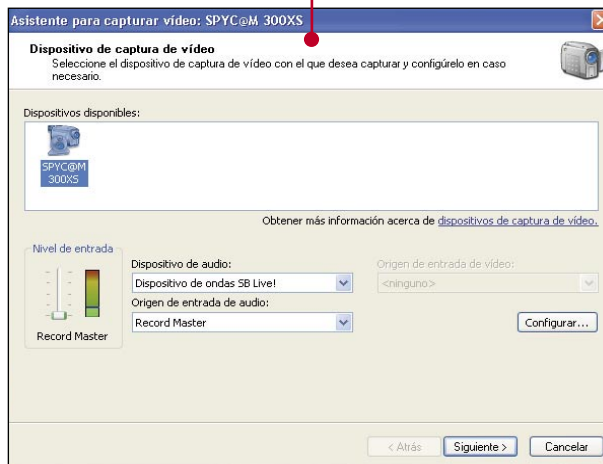 Asistente para capturar vídeo: SPYC@M 300XS
Dispositivo de captura de vídeo
Seleccione el dispositivo de captura de vídeo con el que desea capturar y configúrelo en caso
necesario.
Dispositivos disponibles:
SPYC@M
300XS
Obtener más información acerca de dispositivos de captura de vídeo.
Nivel de entrada
Record Master
Dispositivo de audio:
Dispositivo de ondas SB Live!
Origen de entrada de audio:
Record Master
Origen de entrada de vídeo:
<ninguno>
Configurar...
< Atrás
Siguiente >
Cancelar